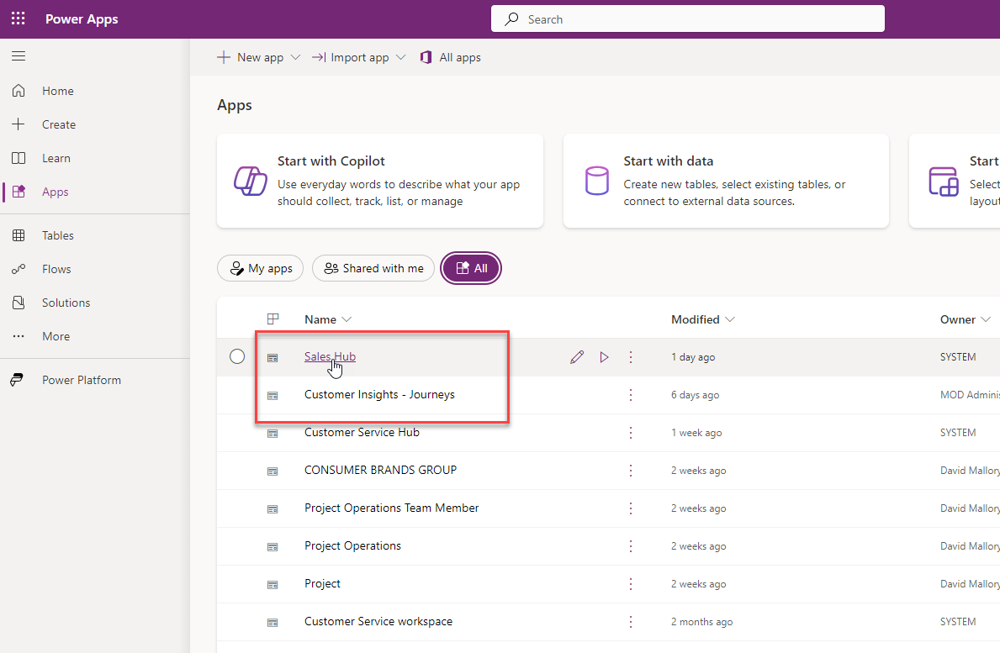 Power Apps
Search
New app
Import app
All apps
Home
Create
Learn
Apps
Tables
Flows
Solutions
More
Power Platform
Apps
Start with Copilot
Use everyday words to describe what your app
should collect, track, list, or manage
Start with data
Create new tables, select existing tables, or
connect to external data sources.
Start
Select
layout
My apps
Shared with me
All
Name Modified Owner
Sales Hub 1 day ago SYSTEM
Customer Insights - Journeys 6 days ago MOD Adminis
Customer Service Hub 1 week ago SYSTEM
CONSUMER BRANDS GROUP 2 weeks ago David Mallory
Project Operations Team Member 2 weeks ago David Mallory
Project Operations 2 weeks ago David Mallory
Project 2 weeks ago David Mallory
Customer Service workspace 2 months ago SYSTEM